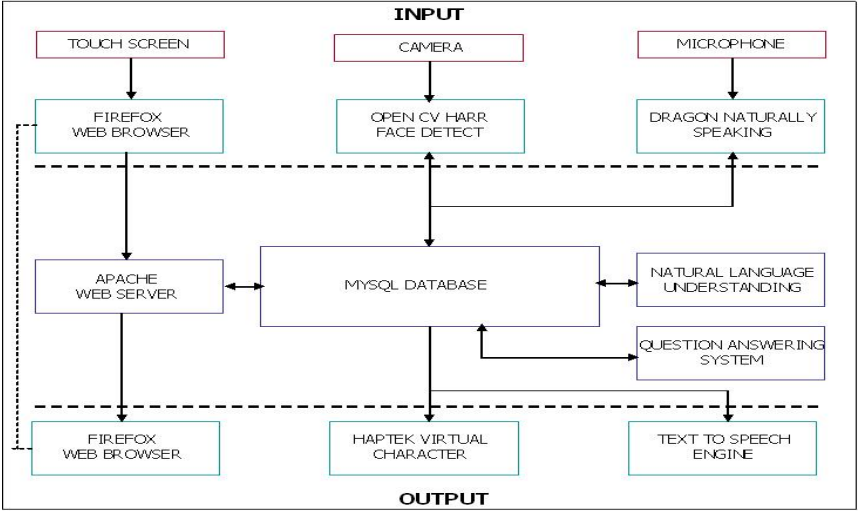 INPUT
TOUCH SCREEN
CAMERA
MICROPHONE
FIREFOX
WEB BROWSER
OPEN CV HARR
FACE DETECT
DRAGON NATURALLY
SPEAKING
APACHE
WEB SERVER
MYSQL DATABASE
NATURAL LANGUAGE
UNDERSTANDING
QUESTION ANSWERING
SYSTEM
FIREFOX
WEB BROWSER
HAPTEK VIRTUAL
CHARACTER
TEXT TO SPEECH
ENGINE
OUTPUT